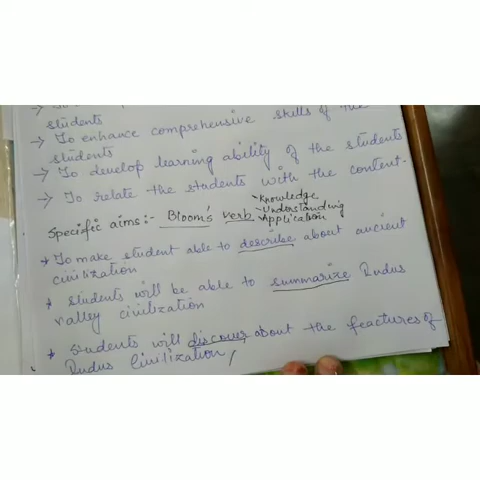 students
→ To enhance comprehensive skills of the
students
→ To develop learning ability of the students
→ To relate the students with the content-
Specific aims:- Bloom's verb - Knowledge
- Understanding
- Application
* To make student able to describe about ancient
civilization
* Students will be able to summarize Indus
valley civilization
* Students will discover about the feactures of
Indus Civilization,